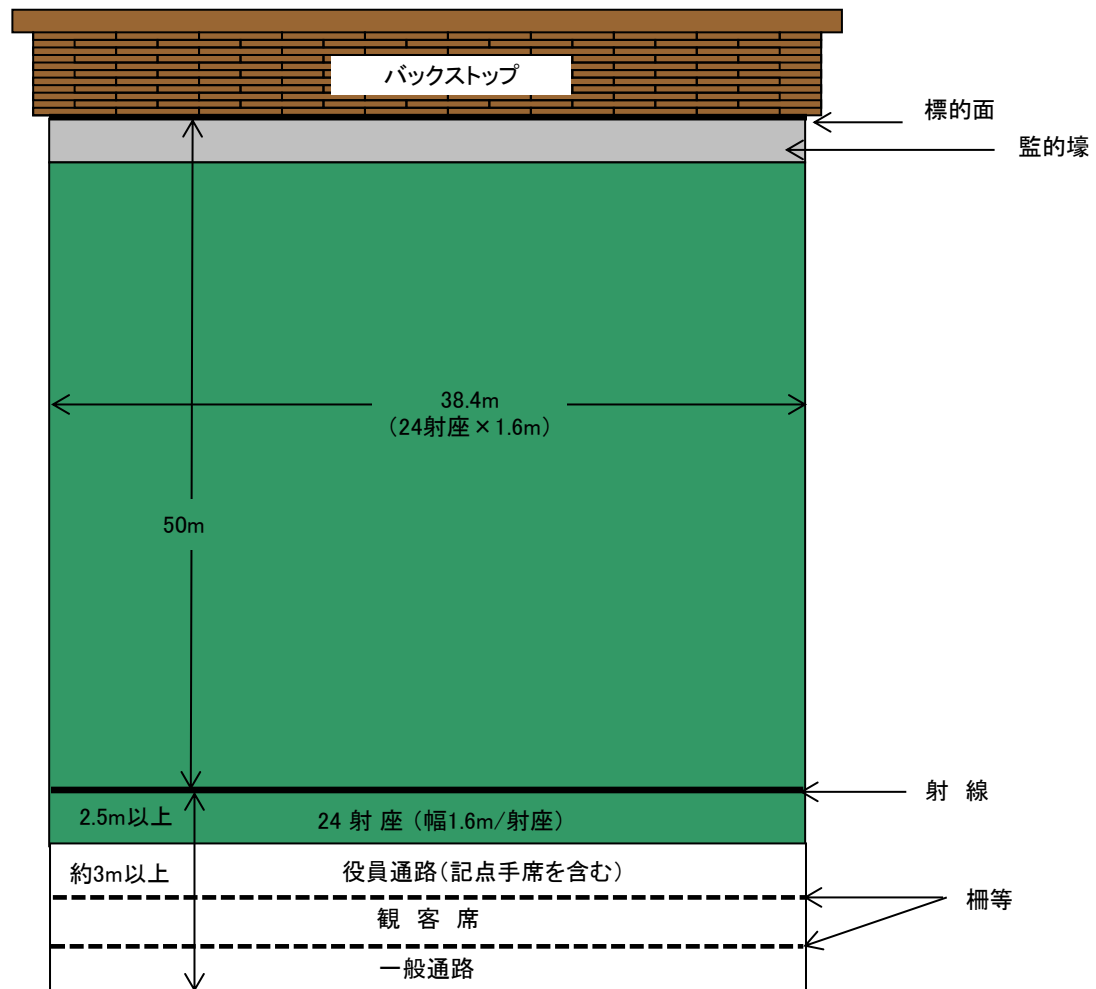 バックストップ
標的面
監的壕
38.4m
（24射座×1.6m）
50m
射 線
2.5m以上
24 射 座 （幅1.6m/射座）
約3m以上
役員通路（記点手席を含む）
柵等
観 客 席
一般通路